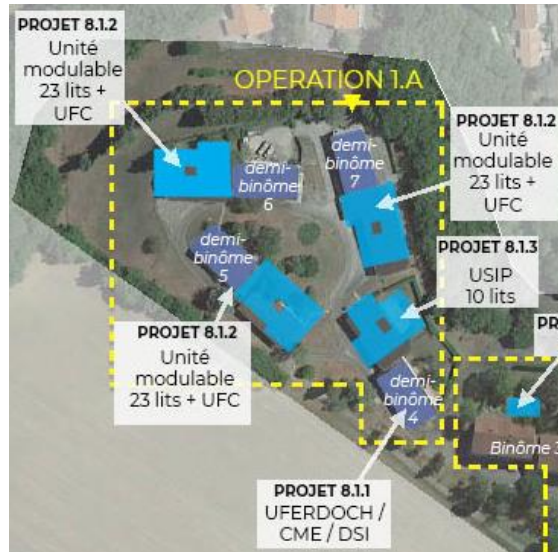 PROJET 8.1.2
Unité
modulable
23 lits +
UFC
OPERATION 1.A
PROJET 8.1.2
Unité
modulable
23 lits +
UFC
demi-
binôme
7
demi-
binôme
6
demi-
binôme
5
PROJET 8.1.3
USIP
10 lits
PROJET 8.1.2
Unité
modulable
23 lits + UFC
demi-
binôme
4
PR
Binôme 3
PROJET 8.1.1
UFERDOCH /
CME / DSI